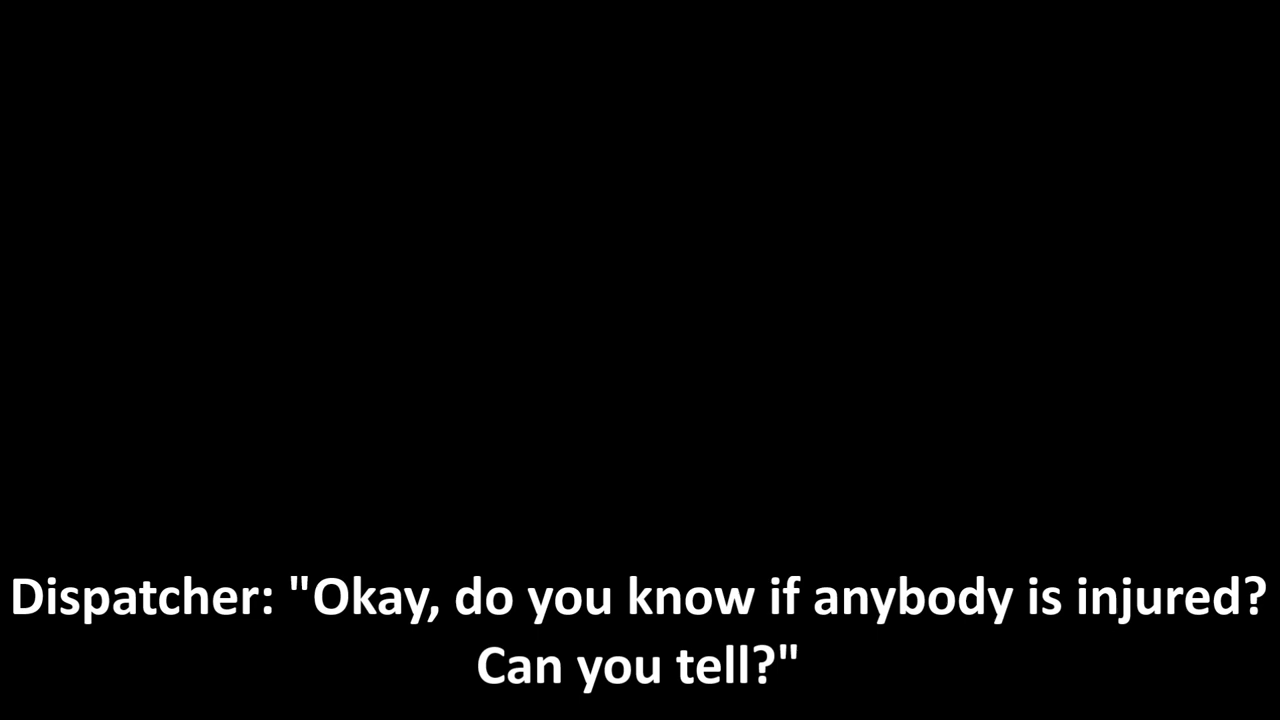 Dispatcher: "Okay, do you know if anybody is injured?
Can you tell?"